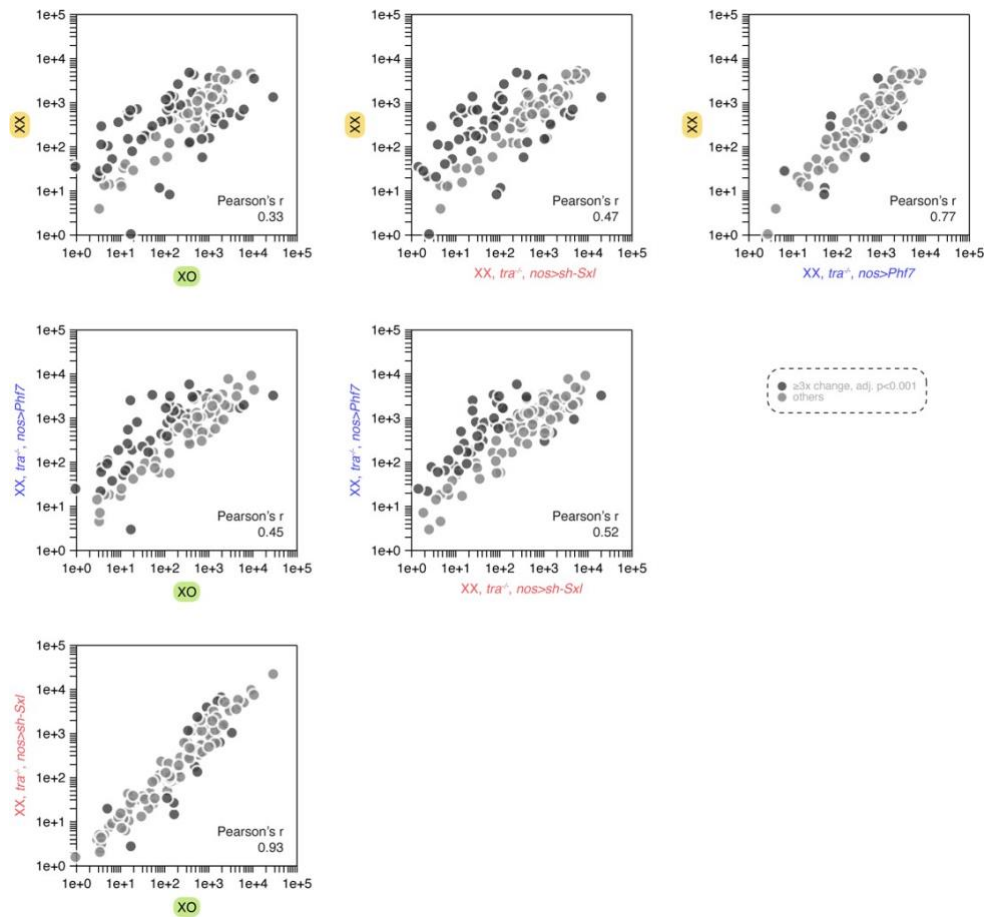 1e+5
1e+4
1e+3
1e+2
1e+1
1e+0
XX
Pearson's r
0.33
1e+0 1e+1 1e+2 1e+3 1e+4 1e+5
XO
1e+5
1e+4
1e+3
1e+2
1e+1
1e+0
XX
Pearson's r
0.47
1e+0 1e+1 1e+2 1e+3 1e+4 1e+5
XX, tra-/-, nos>sh-Sxl
1e+5
1e+4
1e+3
1e+2
1e+1
1e+0
XX
Pearson's r
0.77
1e+0 1e+1 1e+2 1e+3 1e+4 1e+5
XX, tra-/-, nos>Phf7
1e+5
1e+4
1e+3
1e+2
1e+1
1e+0
XX, tra-/-, nos>Phf7
Pearson's r
0.45
1e+0 1e+1 1e+2 1e+3 1e+4 1e+5
XO
1e+5
1e+4
1e+3
1e+2
1e+1
1e+0
XX, tra-/-, nos>Phf7
Pearson's r
0.52
1e+0 1e+1 1e+2 1e+3 1e+4 1e+5
XX, tra-/-, nos>sh-Sxl
≥3x change, adj. p<0.001
others
1e+5
1e+4
1e+3
1e+2
1e+1
1e+0
XX, tra-/-, nos>sh-Sxl
Pearson's r
0.93
1e+0 1e+1 1e+2 1e+3 1e+4 1e+5
XO